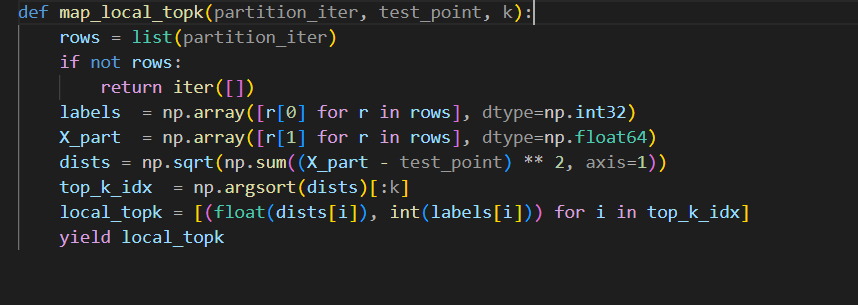 def map_local_topk(partition_iter, test_point, k):
    rows = list(partition_iter)
    if not rows:
        return iter([])
    labels  = np.array([r[0] for r in rows], dtype=np.int32)
    X_part  = np.array([r[1] for r in rows], dtype=np.float64)
    dists = np.sqrt(np.sum((X_part - test_point) ** 2, axis=1))
    top_k_idx  = np.argsort(dists)[:k]
    local_topk = [(float(dists[i]), int(labels[i])) for i in top_k_idx]
    yield local_topk